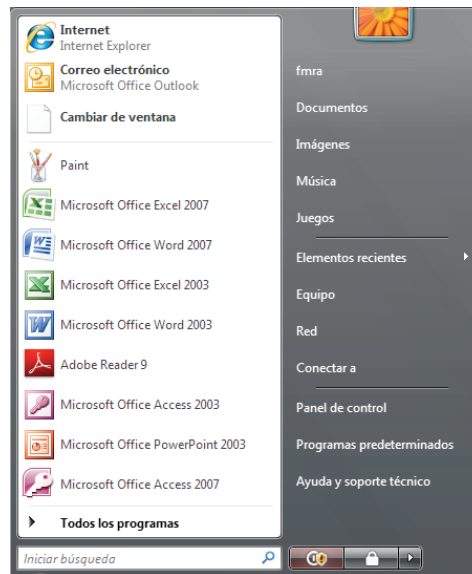 Internet
Internet Explorer
Correo electrónico
Microsoft Office Outlook
Cambiar de ventana
Paint
Microsoft Office Excel 2007
Microsoft Office Word 2007
Microsoft Office Excel 2003
Microsoft Office Word 2003
Adobe Reader 9
Microsoft Office Access 2003
Microsoft Office PowerPoint 2003
Microsoft Office Access 2007
Todos los programas
Iniciar búsqueda
fmra
Documentos
Imágenes
Música
Juegos
Elementos recientes
Equipo
Red
Conectar a
Panel de control
Programas predeterminados
Ayuda y soporte técnico